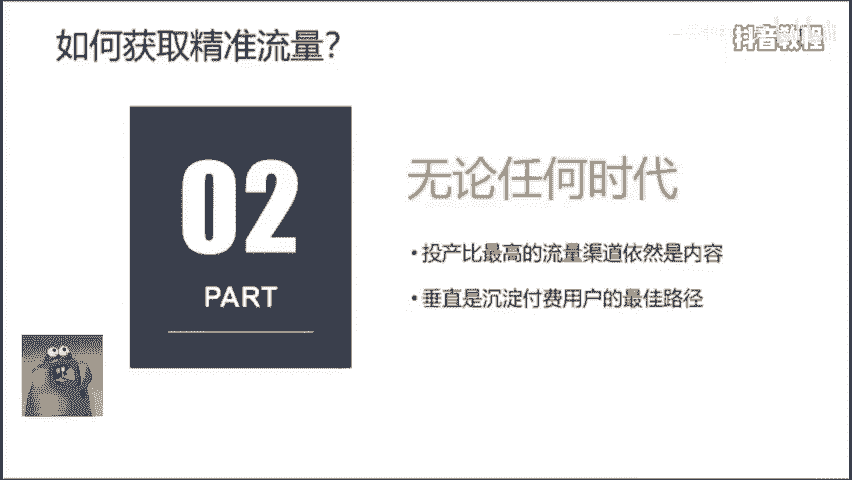 如何获取精准流量?
抖音教程
02
PART
无论任何时代
•投产比最高的流量渠道依然是内容
•垂直是沉淀付费用户的最佳路径